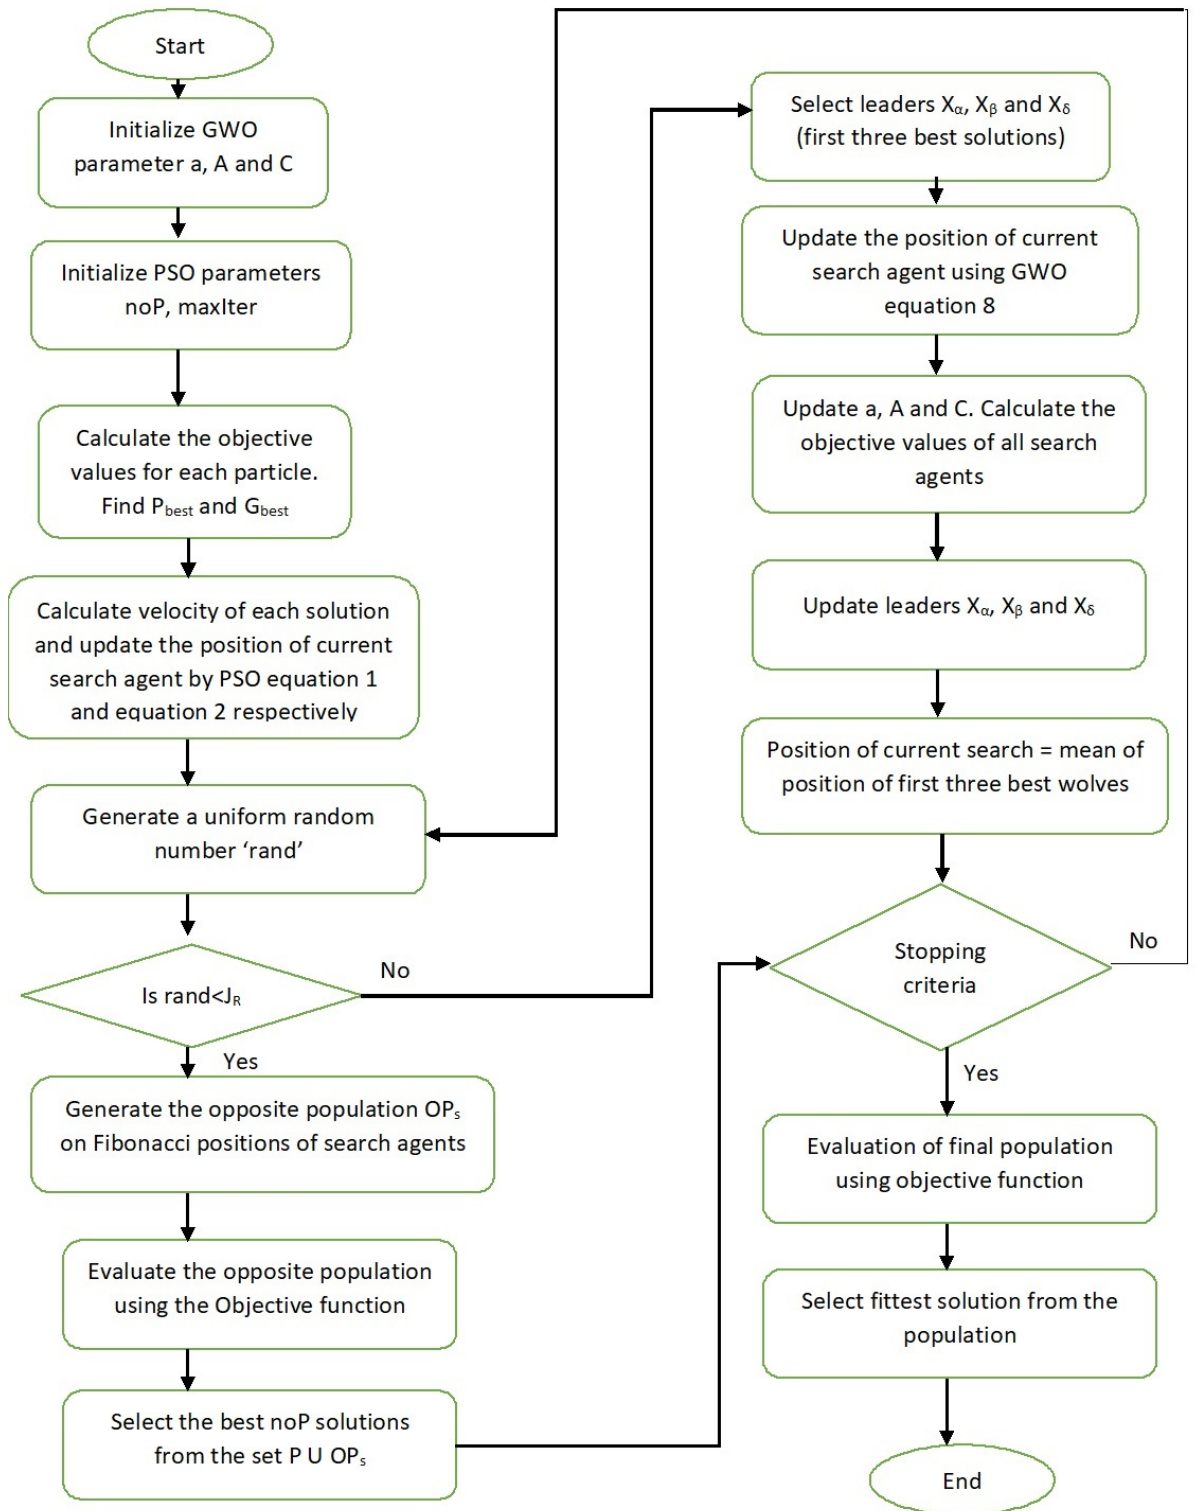 Start
Initialize GWO
parameter a, A and C
Initialize PSO parameters
noP, maxIter
Calculate the objective
values for each particle.
Find Pbest and Gbest
Calculate velocity of each solution
and update the position of current
search agent by PSO equation 1
and equation 2 respectively
Generate a uniform random
number ‘rand’
Is rand<JR
No
Yes
Generate the opposite population OPs
on Fibonacci positions of search agents
Evaluate the opposite population
using the Objective function
Select the best noP solutions
from the set P U OPs
Select leaders Xα, Xβ and Xδ
(first three best solutions)
Update the position of current
search agent using GWO
equation 8
Update a, A and C. Calculate the
objective values of all search
agents
Update leaders Xα, Xβ and Xδ
Position of current search = mean of
position of first three best wolves
Stopping
criteria
No
Yes
Evaluation of final population
using objective function
Select fittest solution from the
population
End